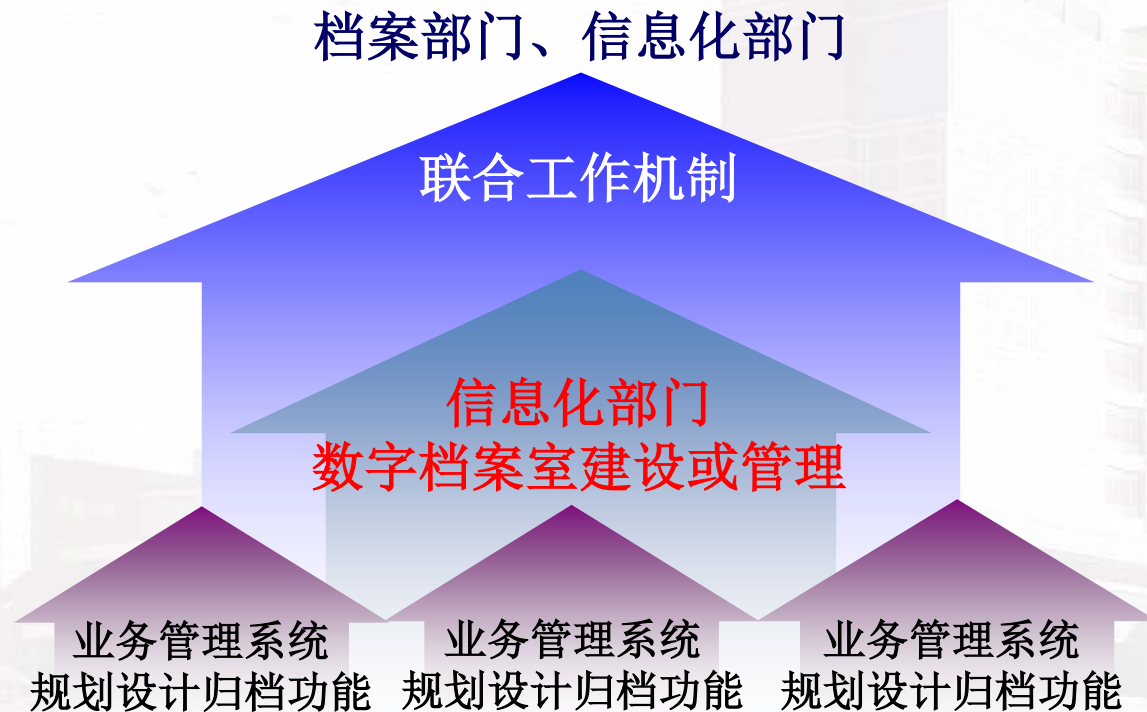 档案部门、信息化部门
联合工作机制
信息化部门
数字档案室建设或管理
业务管理系统
规划设计归档功能
业务管理系统
规划设计归档功能
业务管理系统
规划设计归档功能